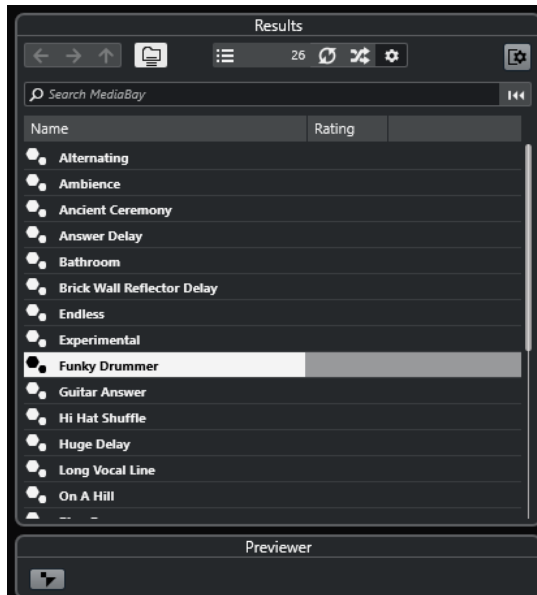 Results
26
Search MediaBay
Name Rating
Alternating
Ambience
Ancient Ceremony
Answer Delay
Bathroom
Brick Wall Reflector Delay
Endless
Experimental
Funky Drummer
Guitar Answer
Hi Hat Shuffle
Huge Delay
Long Vocal Line
On A Hill
Previewer